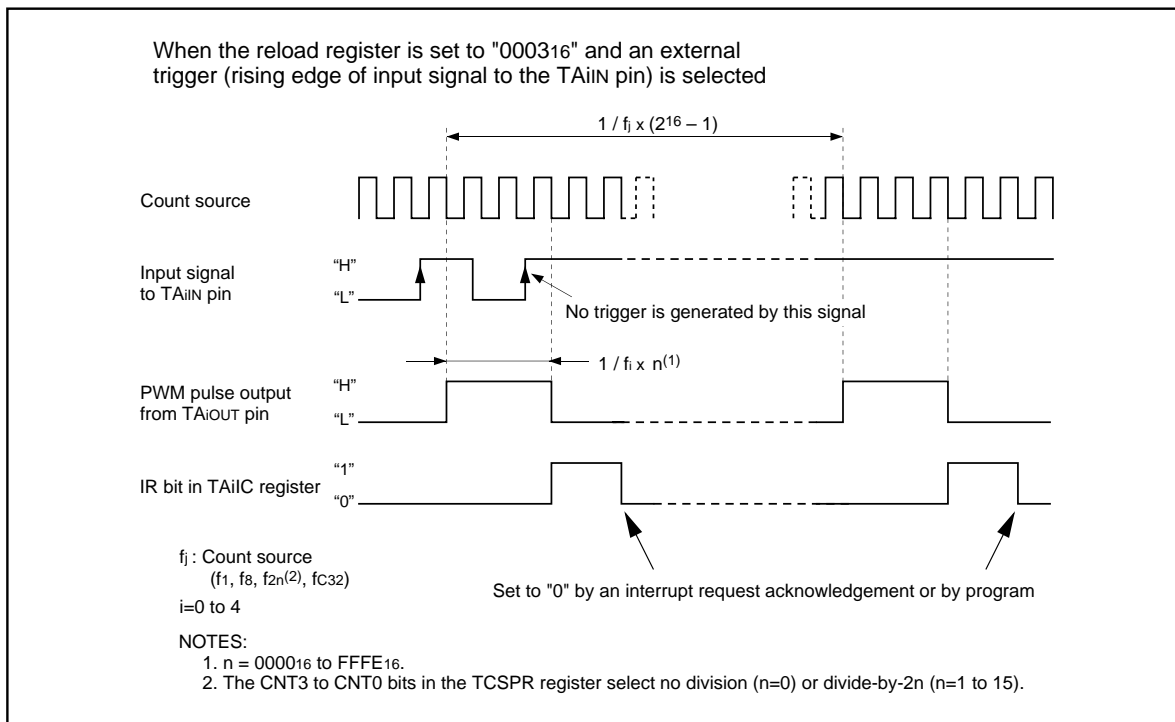 When the reload register is set to "000316" and an external
trigger (rising edge of input signal to the TAiIN pin) is selected
1 / fj x (216 – 1)
Count source
Input signal
to TAiIN pin
“H”
“L”
No trigger is generated by this signal
1 / fi x n(1)
PWM pulse output
from TAiOUT pin
“H”
“L”
IR bit in TAiIC register
“1”
“0”
fj : Count source
(f1, f8, f2n(2), fC32)
i=0 to 4
Set to "0" by an interrupt request acknowledgement or by program
NOTES:
1. n = 000016 to FFFE16.
2. The CNT3 to CNT0 bits in the TCSPR register select no division (n=0) or divide-by-2n (n=1 to 15).